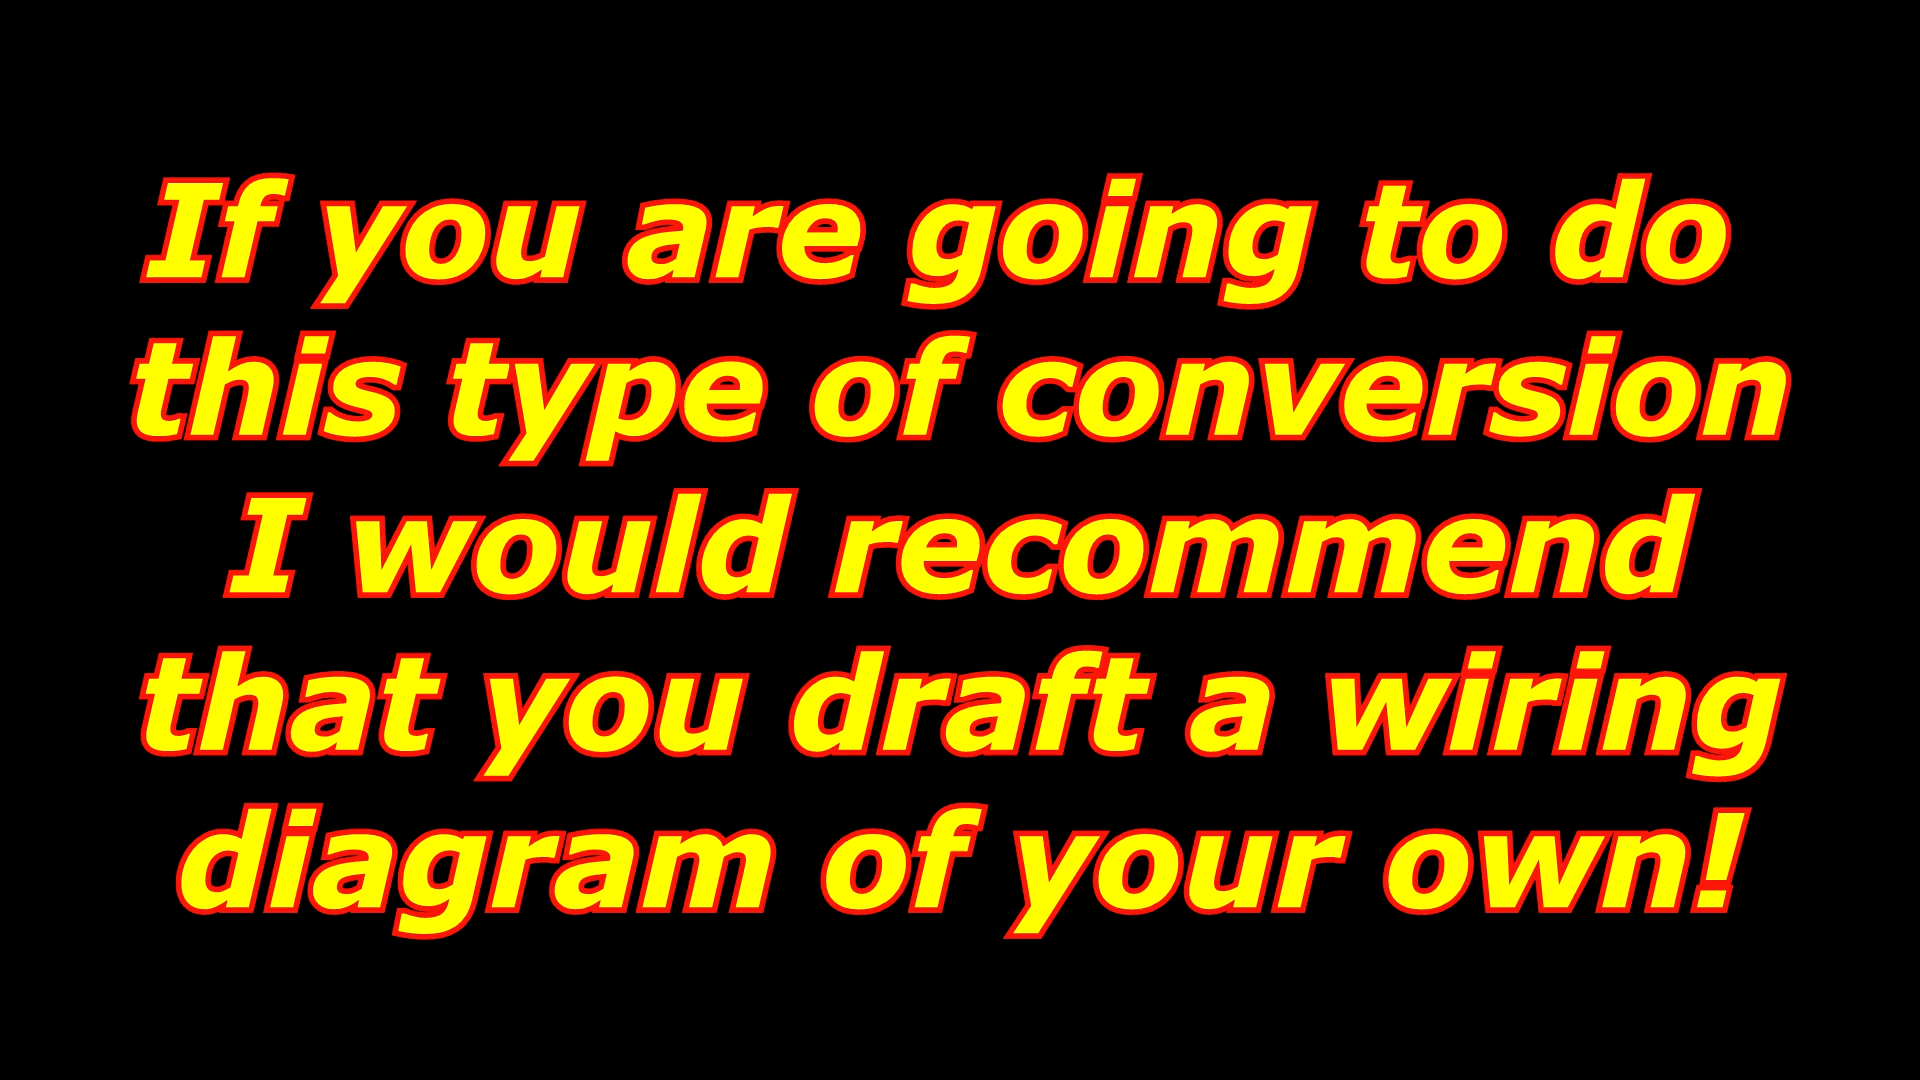 If you are going to do
this type of conversion
I would recommend
that you draft a wiring
diagram of your own!